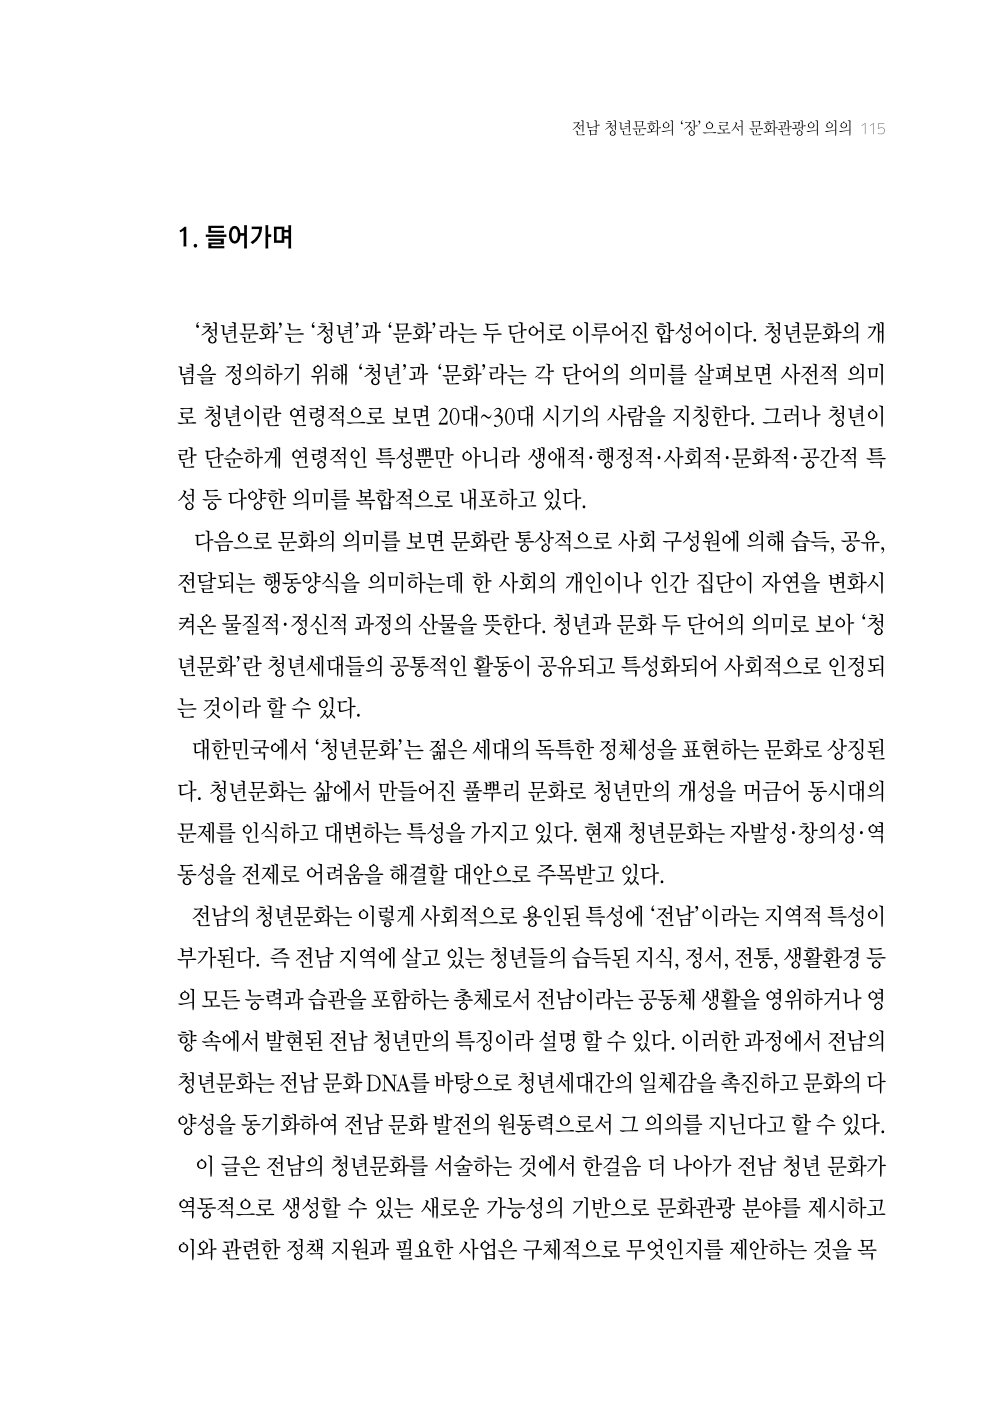 전남 청년문화의 ‘장’으로서 문화관광의 의의 115
1. 들어가며
‘청년문화’는 ‘청년’과 ‘문화’라는 두 단어로 이루어진 합성어이다. 청년문화의 개
념을 정의하기 위해 ‘청년’과 ‘문화’라는 각 단어의 의미를 살펴보면 사전적 의미
로 청년이란 연령적으로 보면 20대~30대 시기의 사람을 지칭한다. 그러나 청년이
란 단순하게 연령적인 특성뿐만 아니라 생애적·행정적·사회적·문화적·공간적 특
성 등 다양한 의미를 복합적으로 내포하고 있다.
다음으로 문화의 의미를 보면 문화란 통상적으로 사회 구성원에 의해 습득, 공유,
전달되는 행동양식을 의미하는데 한 사회의 개인이나 인간 집단이 자연을 변화시
켜온 물질적·정신적 과정의 산물을 뜻한다. 청년과 문화 두 단어의 의미로 보아 ‘청
년문화’란 청년세대들의 공통적인 활동이 공유되고 특성화되어 사회적으로 인정되
는 것이라 할 수 있다.
대한민국에서 ‘청년문화’는 젊은 세대의 독특한 정체성을 표현하는 문화로 상징된
다. 청년문화는 삶에서 만들어진 풀뿌리 문화로 청년만의 개성을 머금어 동시대의
문제를 인식하고 대변하는 특성을 가지고 있다. 현재 청년문화는 자발성·창의성·역
동성을 전제로 어려움을 해결할 대안으로 주목받고 있다.
전남의 청년문화는 이렇게 사회적으로 용인된 특성에 ‘전남’이라는 지역적 특성이
부가된다. 즉 전남 지역에 살고 있는 청년들의 습득된 지식, 정서, 전통, 생활환경 등
의 모든 능력과 습관을 포함하는 총체로서 전남이라는 공동체 생활을 영위하거나 영
향 속에서 발현된 전남 청년만의 특징이라 설명 할 수 있다. 이러한 과정에서 전남의
청년문화는 전남 문화 DNA를 바탕으로 청년세대간의 일체감을 촉진하고 문화의 다
양성을 동기화하여 전남 문화 발전의 원동력으로서 그 의의를 지닌다고 할 수 있다.
이 글은 전남의 청년문화를 서술하는 것에서 한걸음 더 나아가 전남 청년 문화가
역동적으로 생성할 수 있는 새로운 가능성의 기반으로 문화관광 분야를 제시하고
이와 관련한 정책 지원과 필요한 사업은 구체적으로 무엇인지를 제안하는 것을 목